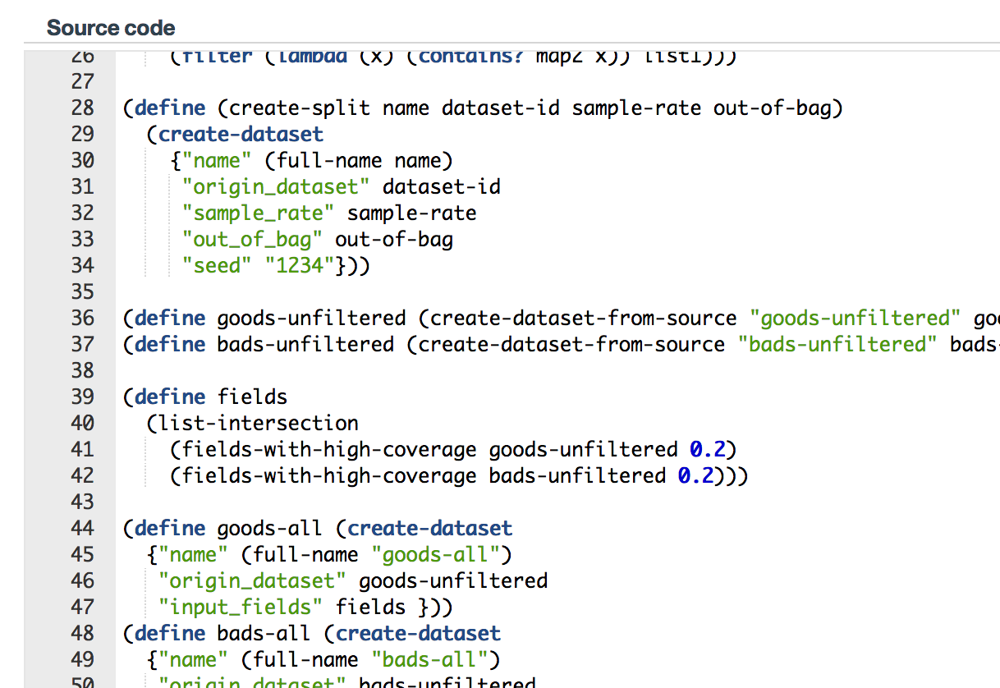 Source code
26 (filter (lambda (x) (contains? map2 x)) list1)))
27
28 (define (create-split name dataset-id sample-rate out-of-bag)
29 (create-dataset
30 {"name" (full-name name)
31 "origin_dataset" dataset-id
32 "sample_rate" sample-rate
33 "out_of_bag" out-of-bag
34 "seed" "1234"}))
35
36 (define goods-unfiltered (create-dataset-from-source "goods-unfiltered"
37 (define bads-unfiltered (create-dataset-from-source "bads-unfiltered" bads-
38
39 (define fields
40 (list-intersection
41 (fields-with-high-coverage goods-unfiltered 0.2)
42 (fields-with-high-coverage bads-unfiltered 0.2)))
43
44 (define goods-all (create-dataset
45 {"name" (full-name "goods-all")
46 "origin_dataset" goods-unfiltered
47 "input_fields" fields }))
48 (define bads-all (create-dataset
49 {"name" (full-name "bads-all")
50 "origin_dataset" bads-unfiltered